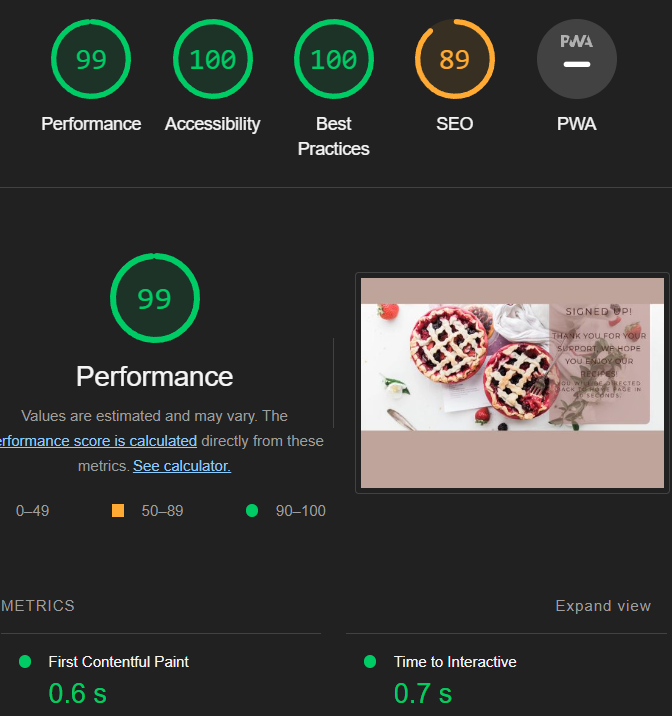 99
100
100
89
PWA
Performance
Accessibility
Best
Practices
SEO
PWA
99
Performance
Values are estimated and may vary. The
erformance score is calculated directly from these
metrics. See calculator.
0–49
50–89
90–100
SIGNED UP!
THANK YOU FOR YOUR
SUPPORT, WE HOPE
YOU ENJOY OUR
RECIPES!
YOU WILL BE DIRECTED
BACK TO HOME PAGE IN
10 SECONDS.
METRICS
Expand view
First Contentful Paint
0.6 s
Time to Interactive
0.7 s